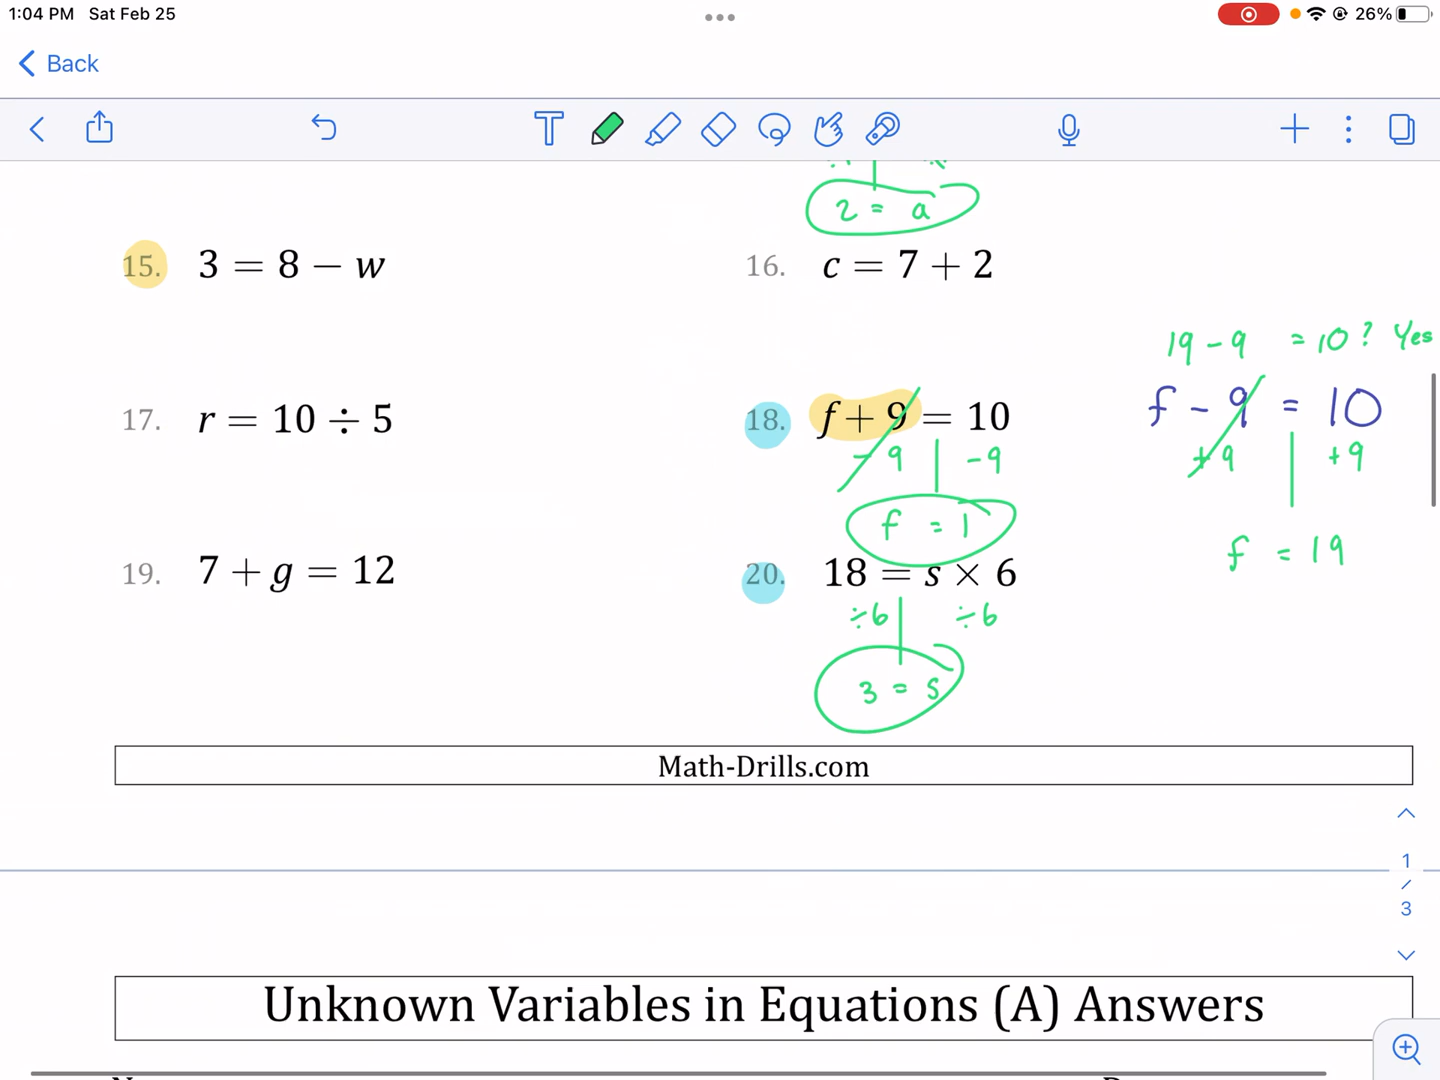 1:04 PM Sat Feb 25
26%
Back
T
2 = a
15. 3 = 8 − w
16. c = 7 + 2
19 - 9 = 10 ? Yes
17. r = 10 ÷ 5
18. f + 9 = 10
f - 9 = 10
- 9 | - 9
+ 9 | + 9
f = 1
f = 19
19. 7 + g = 12
20. 18 = s × 6
÷6 | ÷6
3 = s
Math-Drills.com
1
/
3
Unknown Variables in Equations (A) Answers